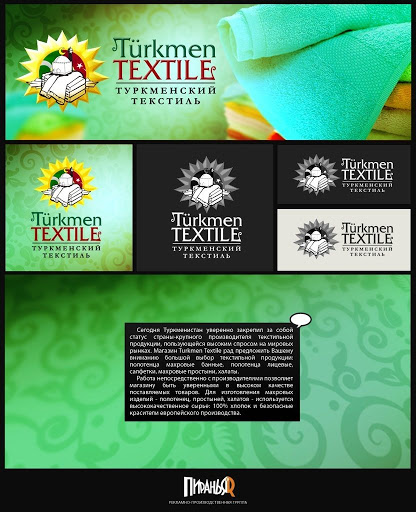 Türkmen
TEXTILE
ТУРКМЕНСКИЙ
ТЕКСТИЛЬ
Türkmen
TEXTILE
ТУРКМЕНСКИЙ
ТЕКСТИЛЬ
Türkmen
TEXTILE
ТУРКМЕНСКИЙ
ТЕКСТИЛЬ
Türkmen
TEXTILE
ТУРКМЕНСКИЙ
ТЕКСТИЛЬ
Türkmen
TEXTILE
ТУРКМЕНСКИЙ
ТЕКСТИЛЬ
Сегодня Туркменистан уверенно закрепил за собой
статус страны-крупного производителя текстильной
продукции, пользующейся высоким спросом на мировых
рынках. Магазин Turkmen Textile рад предложить Вашему
вниманию большой выбор текстильной продукции:
полотенца махровые банные, полотенца лицевые,
салфетки, махровые простыни, халаты.
Работа непосредственно с производителями позволяет
магазину быть уверенными в высоком качестве
поставляемых товаров. Для изготовления махровых
изделий - полотенец, простыней, халатов - используется
высококачественное сырье: 100% хлопок и безопасные
красители европейского производства.
ПИРАНЬЯ
РЕКЛАМНО-ПРОИЗВОДСТВЕННАЯ ГРУППА